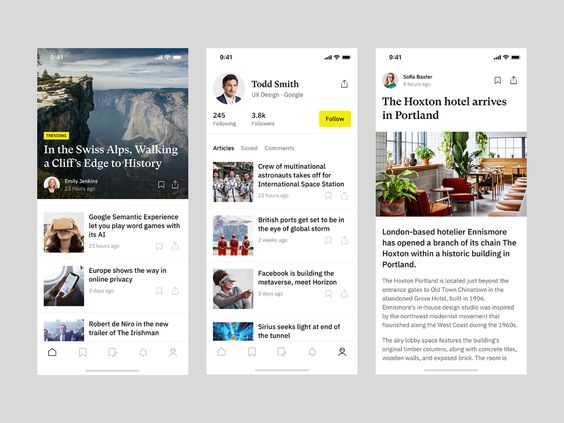 9:41
TRENDING
In the Swiss Alps, Walking
a Cliff's Edge to History
Emily Jenkins
22 hours ago
Google Semantic Experience
let you play word games with
its AI
22 hours ago
Europe shows the way in
online privacy
3 days ago
Robert de Niro in the new
trailer of The Irishman
9:41
Todd Smith
UX Design · Google
245
Following
3.8k
Followers
Follow
Articles
Saved
Comments
Crew of multinational
astronauts takes off for
International Space Station
22 hours ago
British ports get set to be in
the eye of global storm
2 weeks ago
Facebook is building the
metaverse, meet Horizon
3 days ago
Sirius seeks light at end of
the tunnel
9:41
Sofia Baxter
8 hours ago
The Hoxton hotel arrives
in Portland
London-based hotelier Ennismore
has opened a branch of its chain The
Hoxton within a historic building in
Portland.
The Hoxton Portland is located just beyond the
entrance gates to Old Town Chinatown in the
abandoned Grove Hotel, built in 1906.
Ennismore's in-house design studio was inspired
by the northwest modernist movement that
flourished along the West Coast during the 1960s.
The airy lobby space features the building's
original timber columns, along with concrete tiles,
wooden walls, and exposed brick. The room is